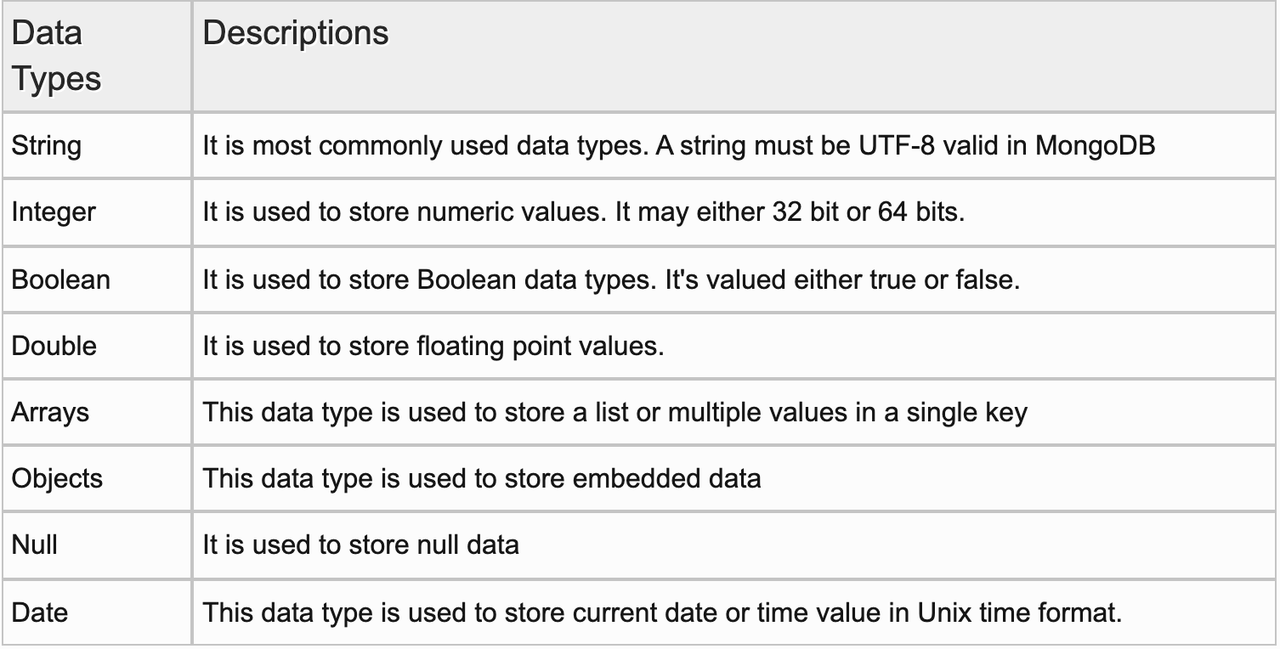 Data Types
Descriptions
String
It is most commonly used data types. A string must be UTF-8 valid in MongoDB
Integer
It is used to store numeric values. It may either 32 bit or 64 bits.
Boolean
It is used to store Boolean data types. It's valued either true or false.
Double
It is used to store floating point values.
Arrays
This data type is used to store a list or multiple values in a single key
Objects
This data type is used to store embedded data
Null
It is used to store null data
Date
This data type is used to store current date or time value in Unix time format.